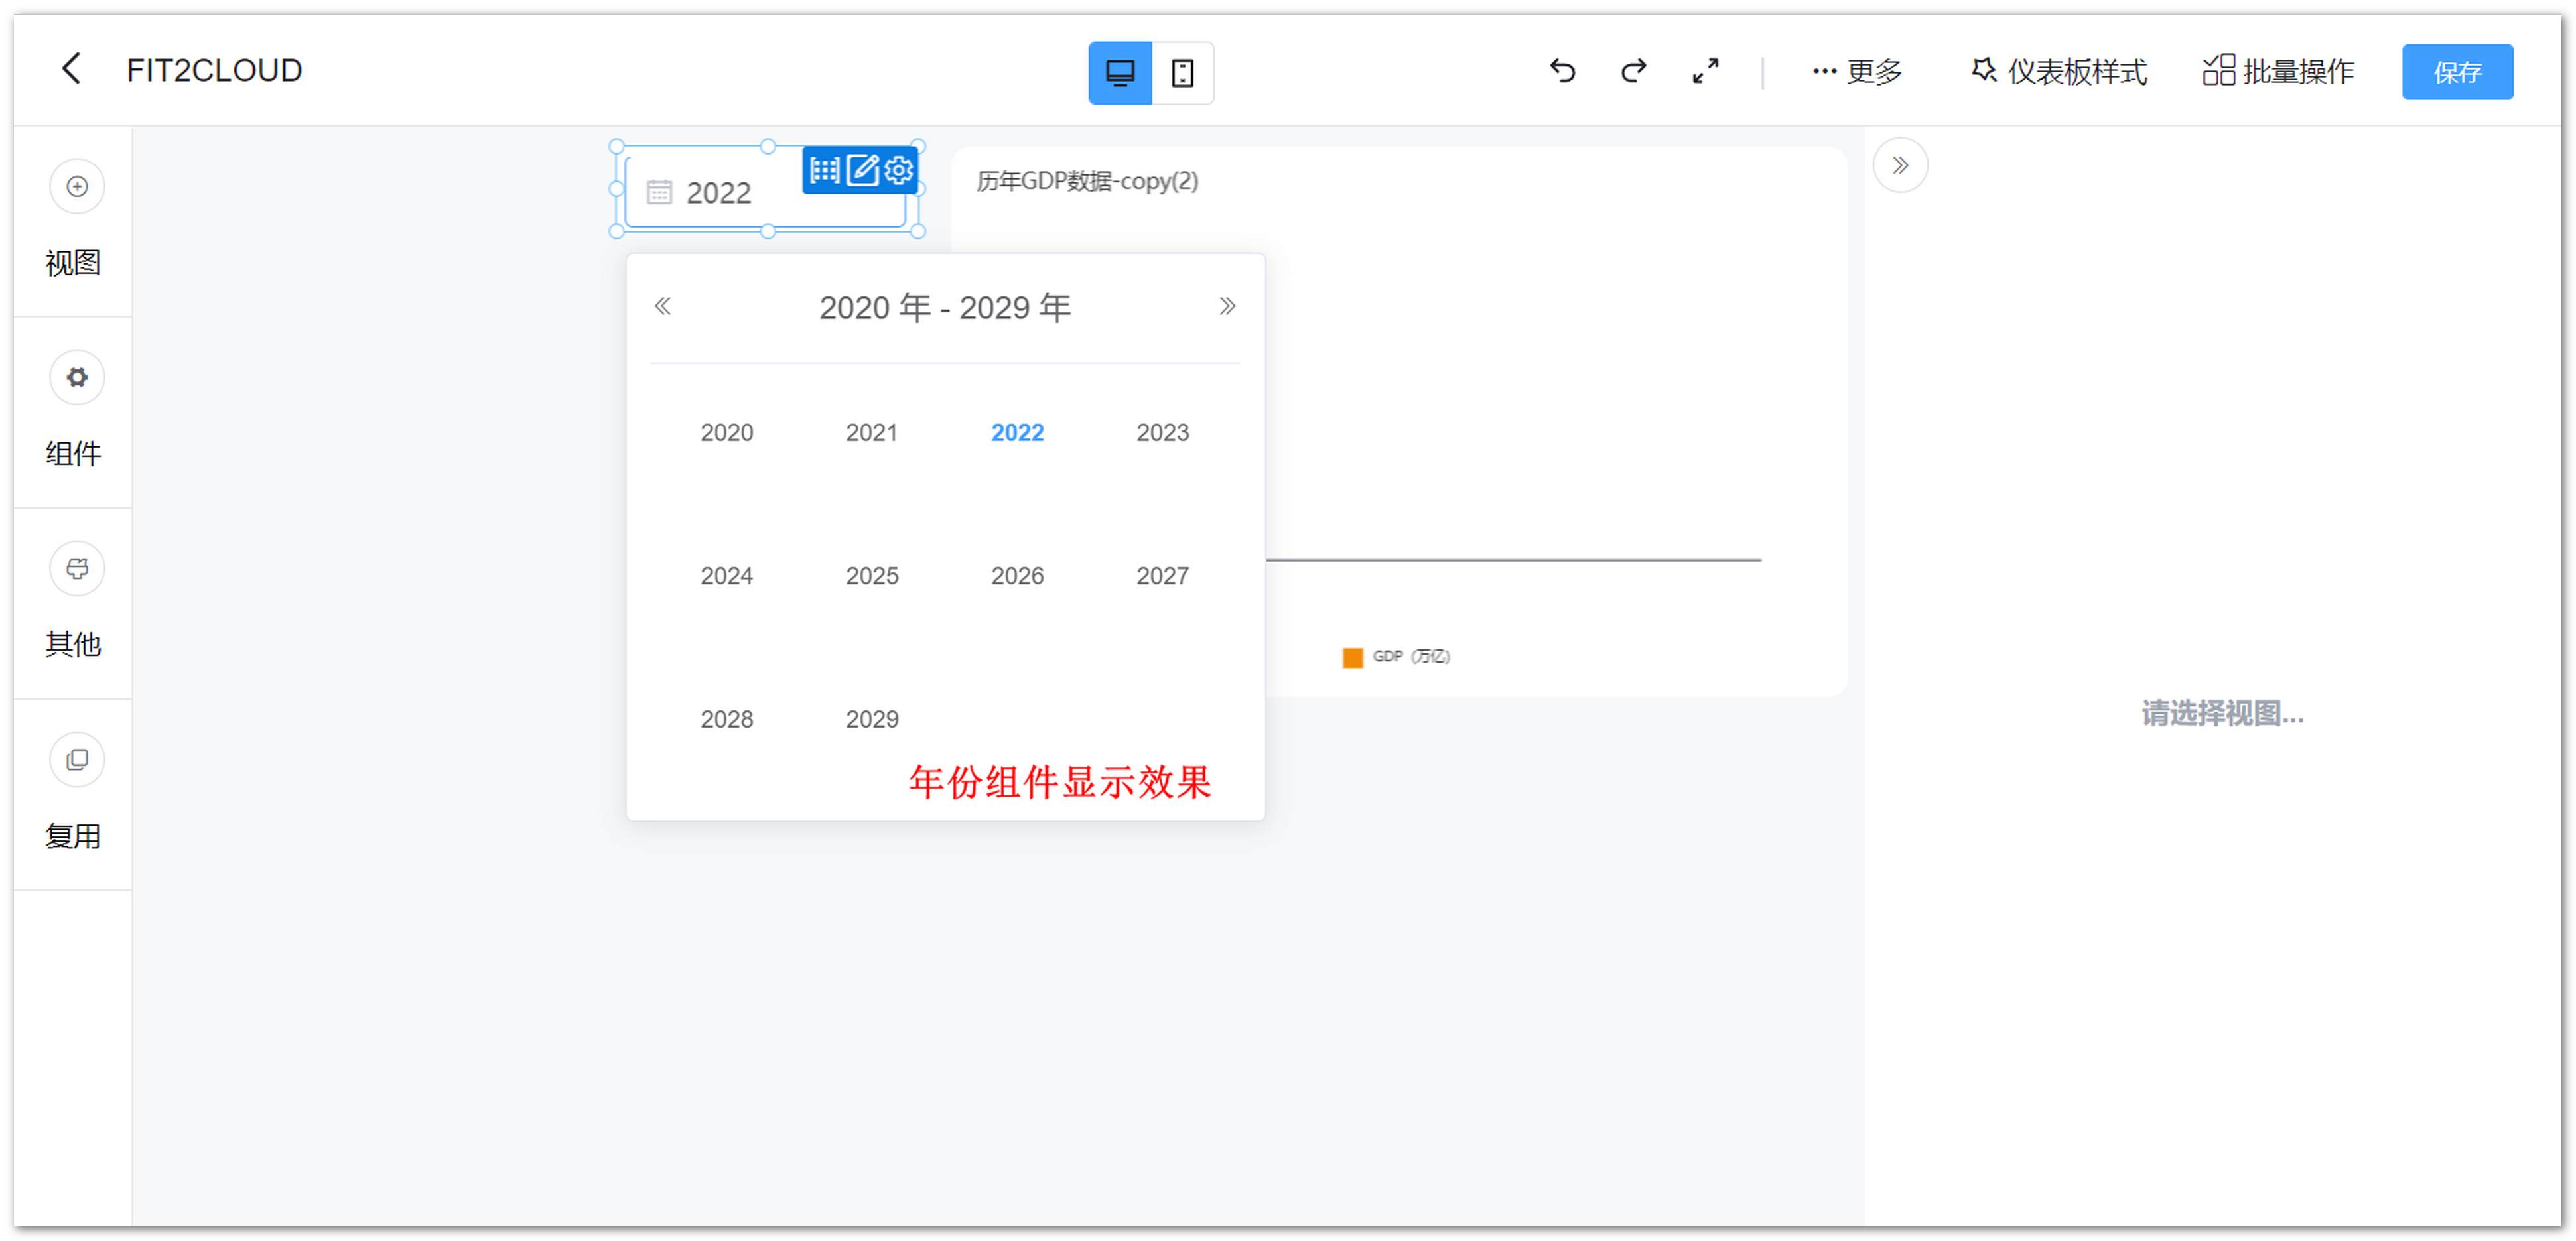 FIT2CLOUD
更多
仪表板样式
批量操作
保存
视图
组件
其他
复用
2022
历年GDP数据-copy(2)
2020 年 - 2029 年
2020 2021 2022 2023
2024 2025 2026 2027
2028 2029
年份组件显示效果
GDP（万亿）
请选择视图...